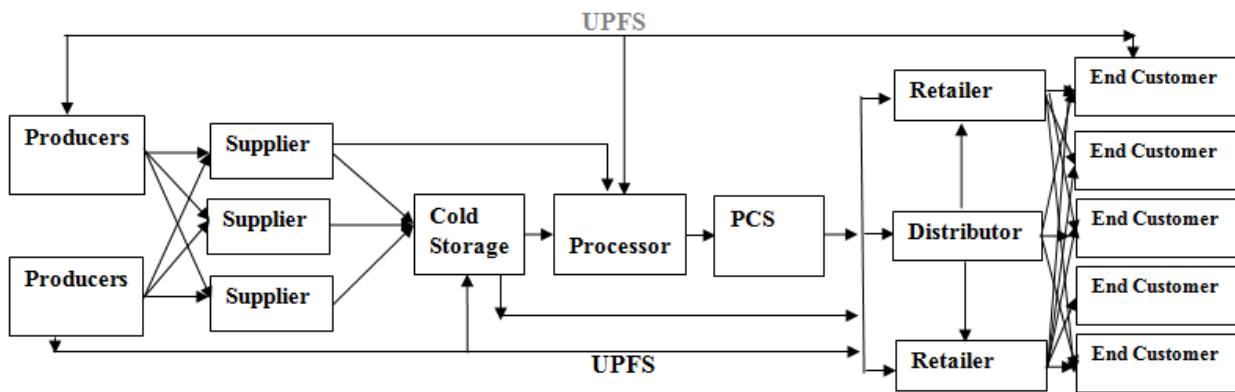 UPFS
Producers
Producers
Supplier
Supplier
Supplier
Cold
Storage
Processor
PCS
Retailer
Distributor
Retailer
End Customer
End Customer
End Customer
End Customer
End Customer
UPFS